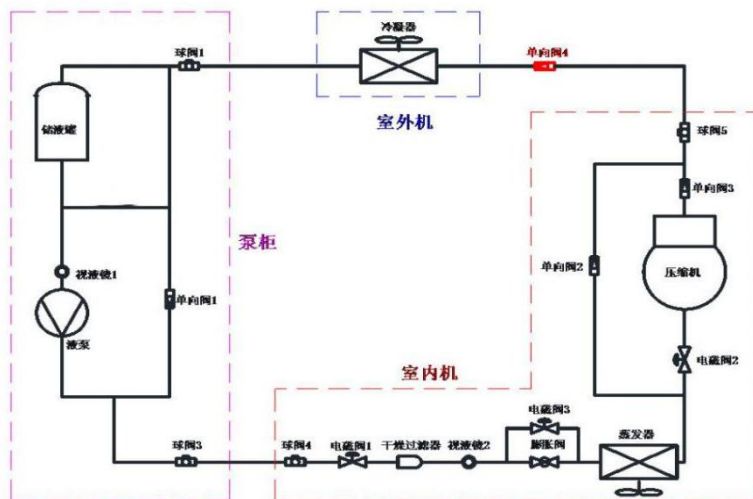 冷凝器
球阀1
单向阀4
室外机
储液罐
球阀5
单向阀3
泵柜
视液镜1
单向阀2
压缩机
单向阀1
液泵
室内机
电磁阀2
电磁阀3
蒸发器
球阀3
球阀4
电磁阀1
干燥过滤器
视液镜2
膨胀阀